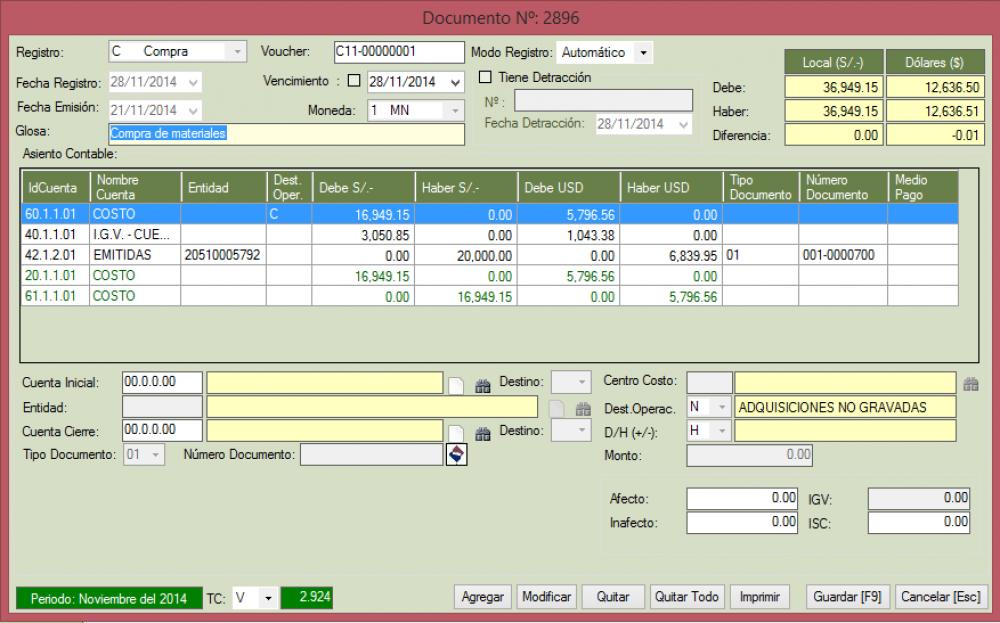 Documento Nº: 2896
Registro: C Compra Voucher: C11-00000001 Modo Registro: Automático
Local (S/.-) Dólares ($)
Fecha Registro: 28/11/2014 Vencimiento : 28/11/2014 Tiene Detracción
Debe: 36,949.15 12,636.50
Fecha Emisión: 21/11/2014 Moneda: 1 MN Nº :
Haber: 36,949.15 12,636.51
Glosa: Compra de materiales Fecha Detracción: 28/11/2014
Diferencia: 0.00 -0.01
Asiento Contable:
IdCuenta Nombre Cuenta Entidad Dest. Oper. Debe S/.- Haber S/.- Debe USD Haber USD Tipo Documento Número Documento Medio Pago
60.1.1.01 COSTO C 16,949.15 0.00 5,796.56 0.00
40.1.1.01 I.G.V. - CUE... 3,050.85 0.00 1,043.38 0.00
42.1.2.01 EMITIDAS 20510005792 0.00 20,000.00 0.00 6,839.95 01 001-0000700
20.1.1.01 COSTO 16,949.15 0.00 5,796.56 0.00
61.1.1.01 COSTO 0.00 16,949.15 0.00 5,796.56
Cuenta Inicial: 00.0.0.00 Destino: Centro Costo:
Entidad: Dest.Operac. N ADQUISICIONES NO GRAVADAS
Cuenta Cierre: 00.0.0.00 Destino: D/H (+/-): H
Tipo Documento: 01 Número Documento: Monto: 0.00
Afecto: 0.00 IGV: 0.00
Inafecto: 0.00 ISC: 0.00
Periodo: Noviembre del 2014 TC: V 2.924 Agregar Modificar Quitar Quitar Todo Imprimir Guardar [F9] Cancelar [Esc]